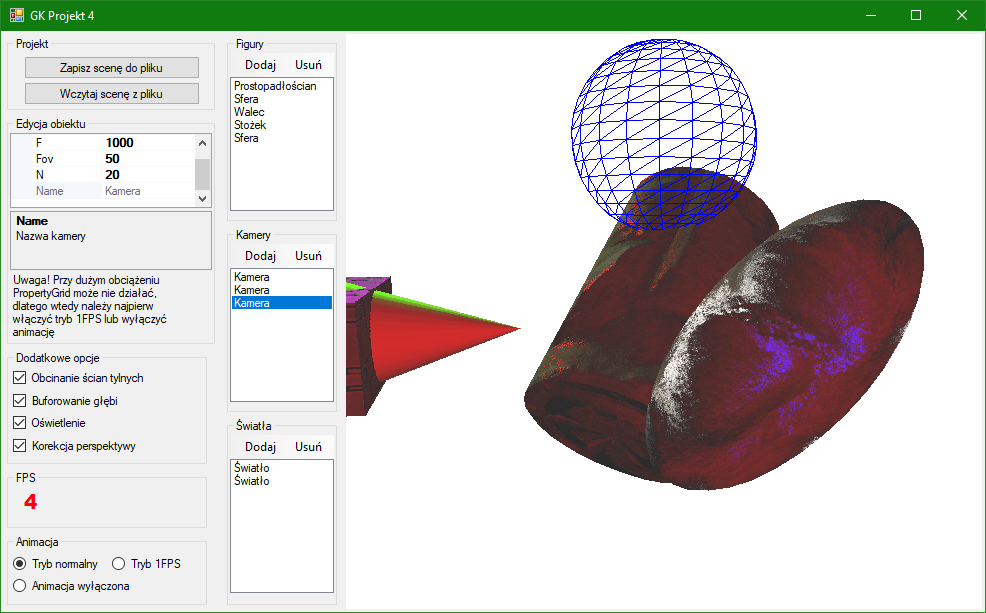 GK Projekt 4
Projekt
Zapisz scenę do pliku
Wczytaj scenę z pliku
Edycja obiektu
F 1000
Fov 50
N 20
Name Kamera
Name
Nazwa kamery
Uwaga! Przy dużym obciążeniu
PropertyGrid może nie działać,
dlatego wtedy należy najpierw
włączyć tryb 1FPS lub wyłączyć
animację
Dodatkowe opcje
Obcinanie ścian tylnych
Buforowanie głębi
Oświetlenie
Korekcja perspektywy
FPS
4
Animacja
Tryb normalny Tryb 1FPS
Animacja wyłączona
Figury
Dodaj Usuń
Prostopadłościan
Sfera
Walec
Stożek
Sfera
Kamery
Dodaj Usuń
Kamera
Kamera
Kamera
Światła
Dodaj Usuń
Światło
Światło